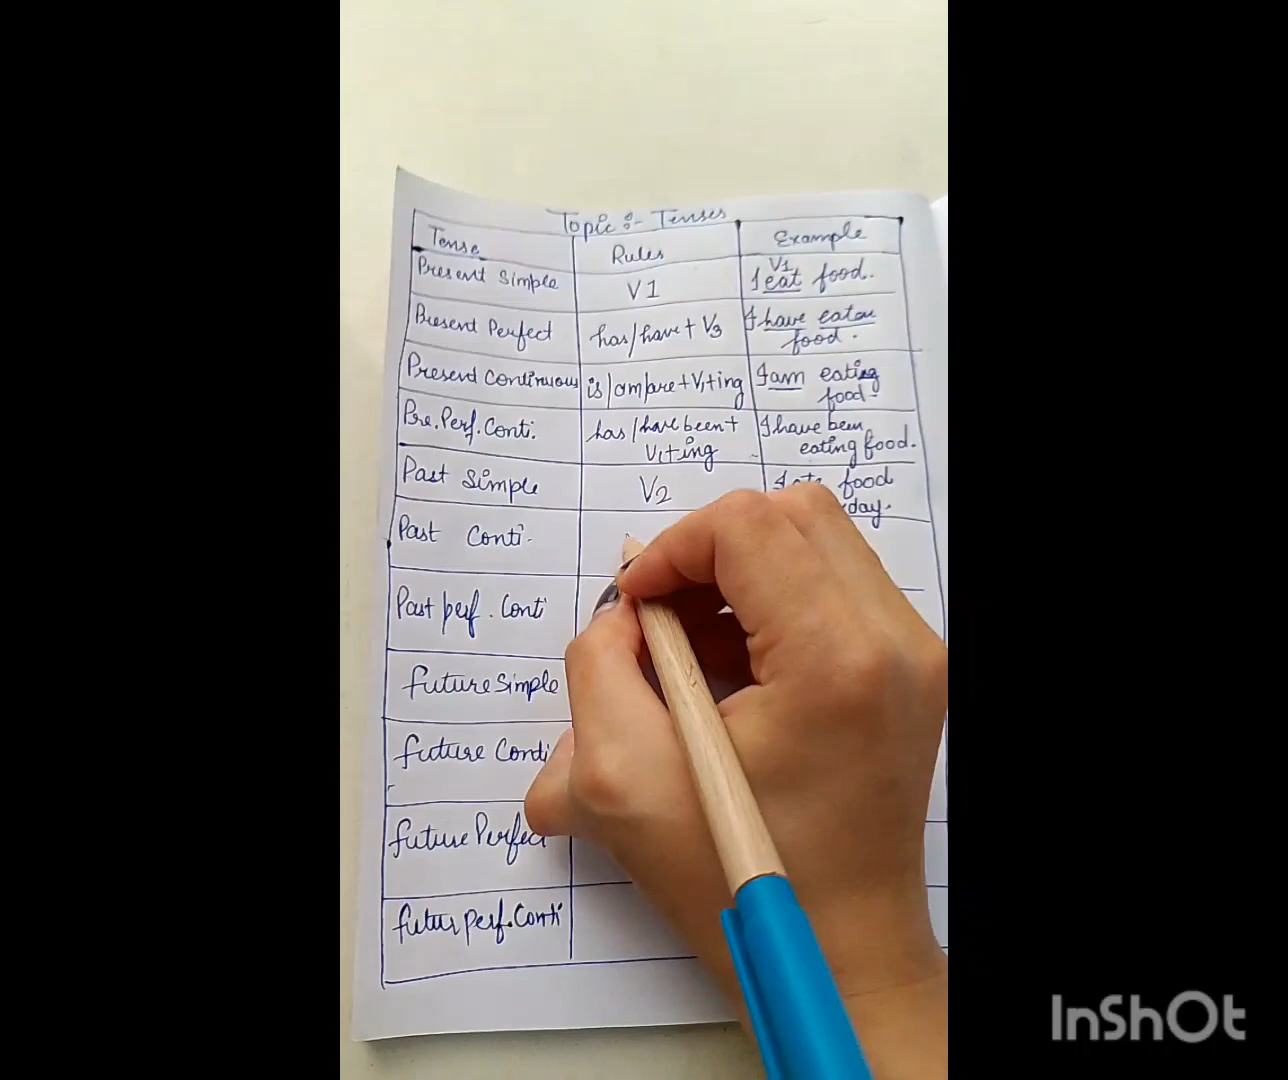 Topic :- Tenses
Tense Rules Example
Present Simple V1 V1
I eat food.
Present Perfect has/have + V3 I have eaten
food.
Present Continuous is/am/are + V1+ing I am eating
food.
Pre. Perf. Conti. has/have been + I have been
V1+ing eating food.
Past Simple V2 food
day.
Past Conti.
Past perf. Conti
future Simple
future Conti
future Perfect
futur perf. Conti
InShOt